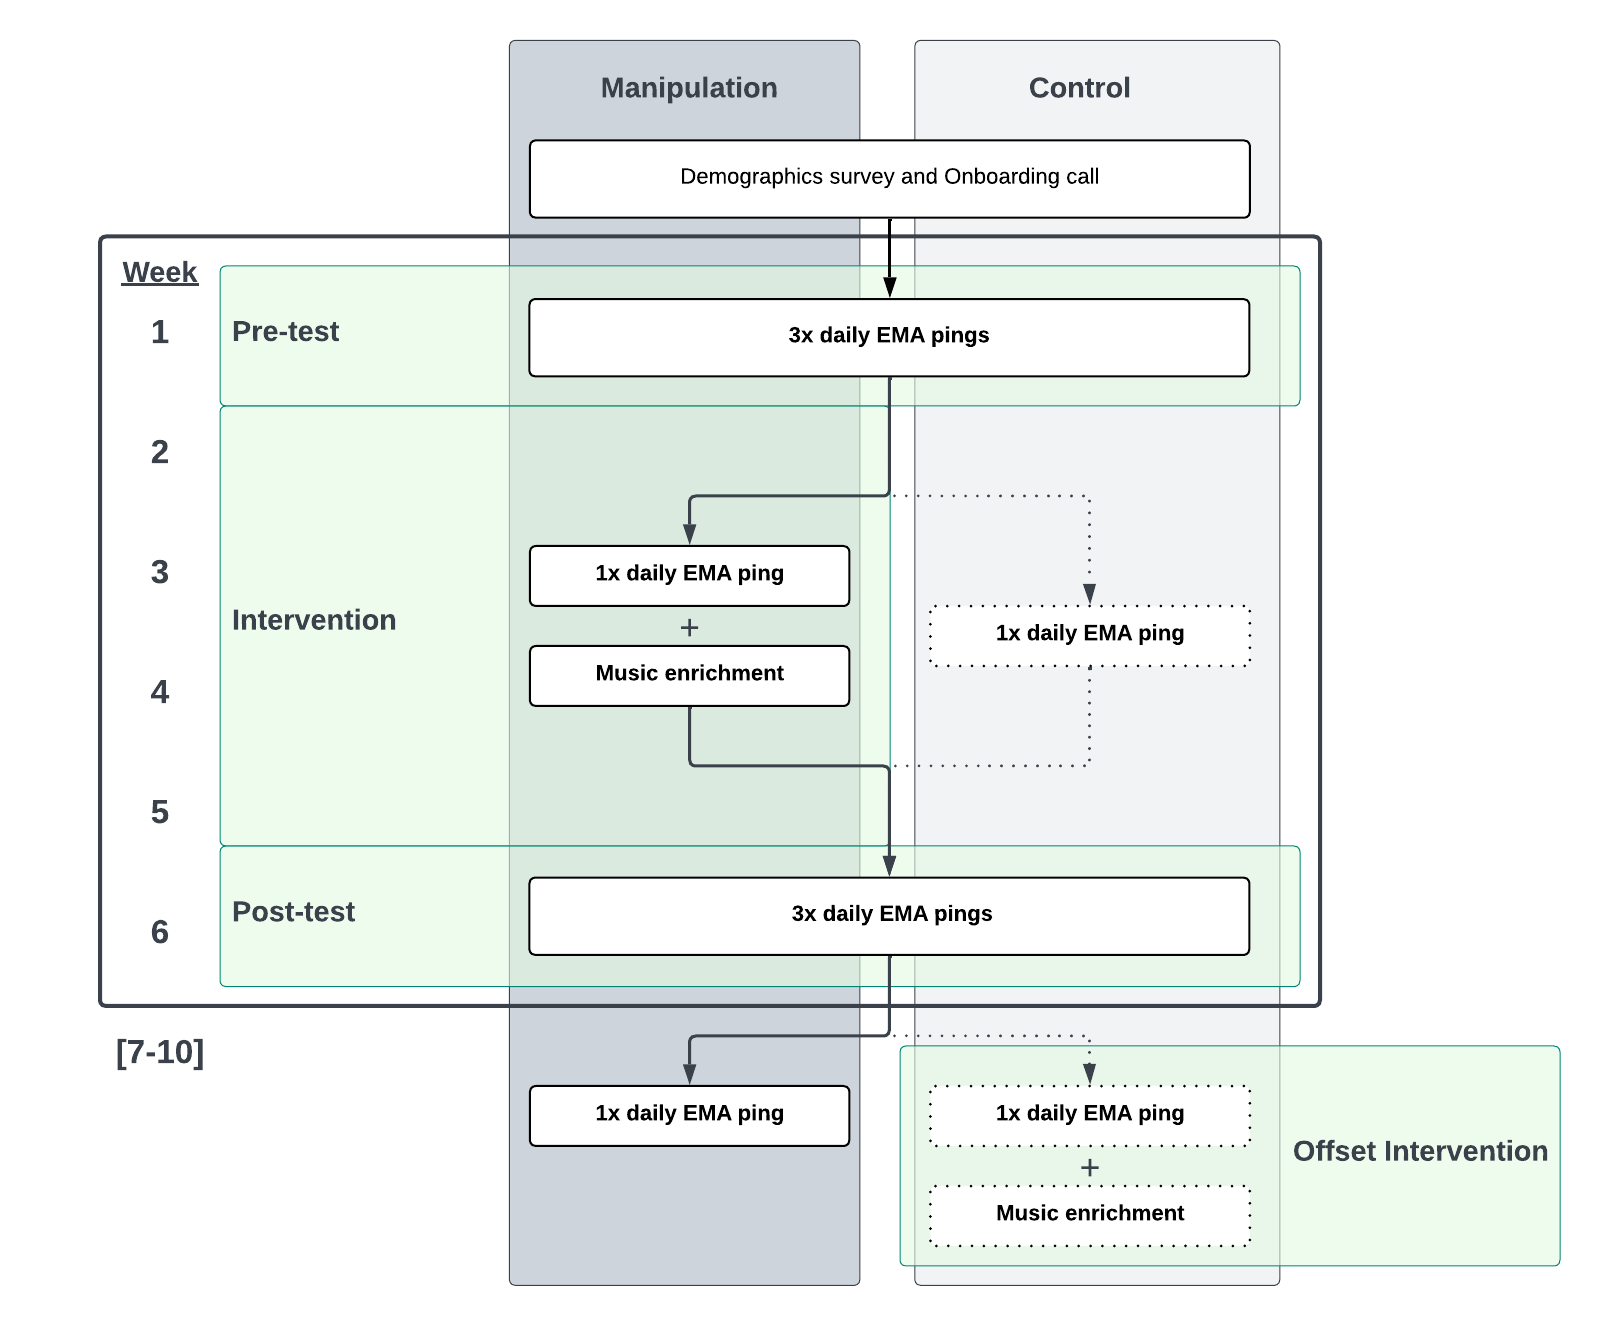 Manipulation
Control
Demographics survey and Onboarding call
Week
1
Pre-test
3x daily EMA pings
2
3
1x daily EMA ping
+
Intervention
1x daily EMA ping
Music enrichment
4
5
Post-test
3x daily EMA pings
6
[7-10]
1x daily EMA ping
1x daily EMA ping
+
Offset Intervention
Music enrichment